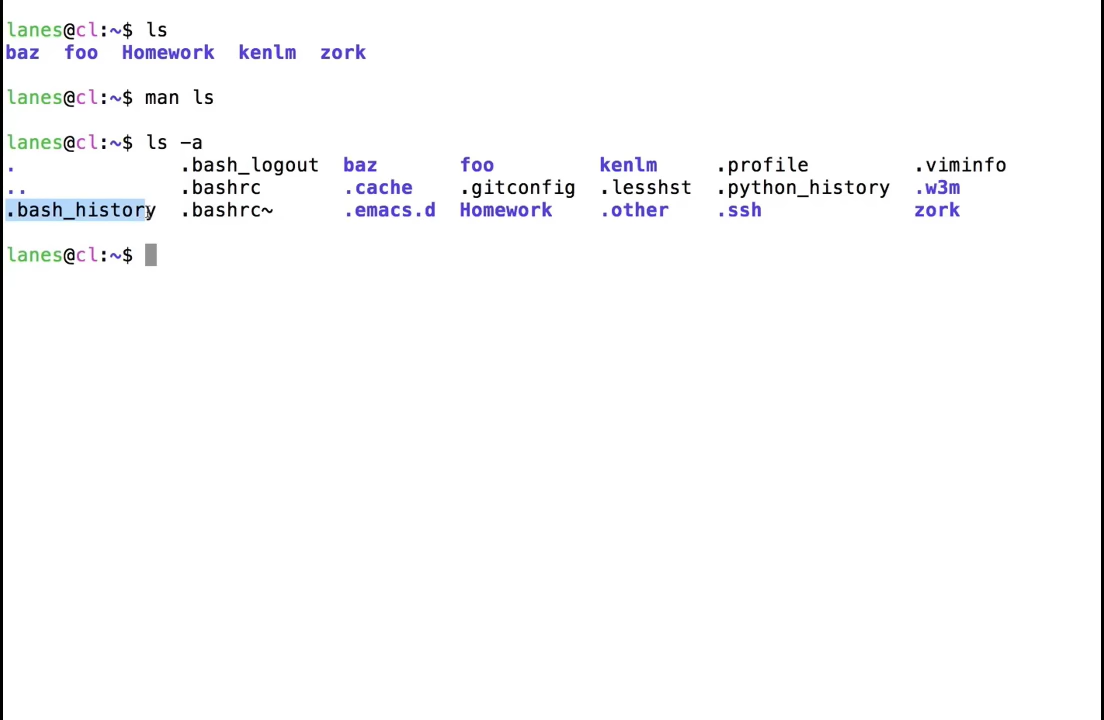 lanes@cl:~$ ls
baz  foo  Homework  kenlm  zork
lanes@cl:~$ man ls
lanes@cl:~$ ls -a
.              .bash_logout  baz       foo         kenlm     .profile         .viminfo
..             .bashrc       .cache    .gitconfig  .lesshst  .python_history  .w3m
.bash_history  .bashrc~      .emacs.d  Homework    .other    .ssh             zork
lanes@cl:~$